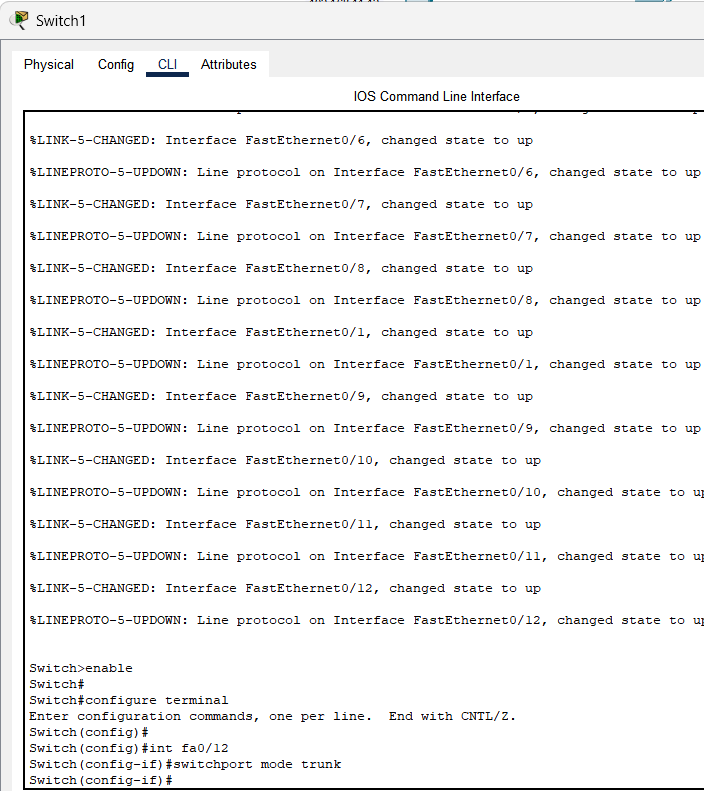 Switch1
Physical Config CLI Attributes
IOS Command Line Interface
%LINK-5-CHANGED: Interface FastEthernet0/6, changed state to up
%LINEPROTO-5-UPDOWN: Line protocol on Interface FastEthernet0/6, changed state to up
%LINK-5-CHANGED: Interface FastEthernet0/7, changed state to up
%LINEPROTO-5-UPDOWN: Line protocol on Interface FastEthernet0/7, changed state to up
%LINK-5-CHANGED: Interface FastEthernet0/8, changed state to up
%LINEPROTO-5-UPDOWN: Line protocol on Interface FastEthernet0/8, changed state to up
%LINK-5-CHANGED: Interface FastEthernet0/1, changed state to up
%LINEPROTO-5-UPDOWN: Line protocol on Interface FastEthernet0/1, changed state to up
%LINK-5-CHANGED: Interface FastEthernet0/9, changed state to up
%LINEPROTO-5-UPDOWN: Line protocol on Interface FastEthernet0/9, changed state to up
%LINK-5-CHANGED: Interface FastEthernet0/10, changed state to up
%LINEPROTO-5-UPDOWN: Line protocol on Interface FastEthernet0/10, changed state to up
%LINK-5-CHANGED: Interface FastEthernet0/11, changed state to up
%LINEPROTO-5-UPDOWN: Line protocol on Interface FastEthernet0/11, changed state to up
%LINK-5-CHANGED: Interface FastEthernet0/12, changed state to up
%LINEPROTO-5-UPDOWN: Line protocol on Interface FastEthernet0/12, changed state to up
Switch>enable
Switch#
Switch#configure terminal
Enter configuration commands, one per line. End with CNTL/Z.
Switch(config)#
Switch(config)#int fa0/12
Switch(config-if)#switchport mode trunk
Switch(config-if)#